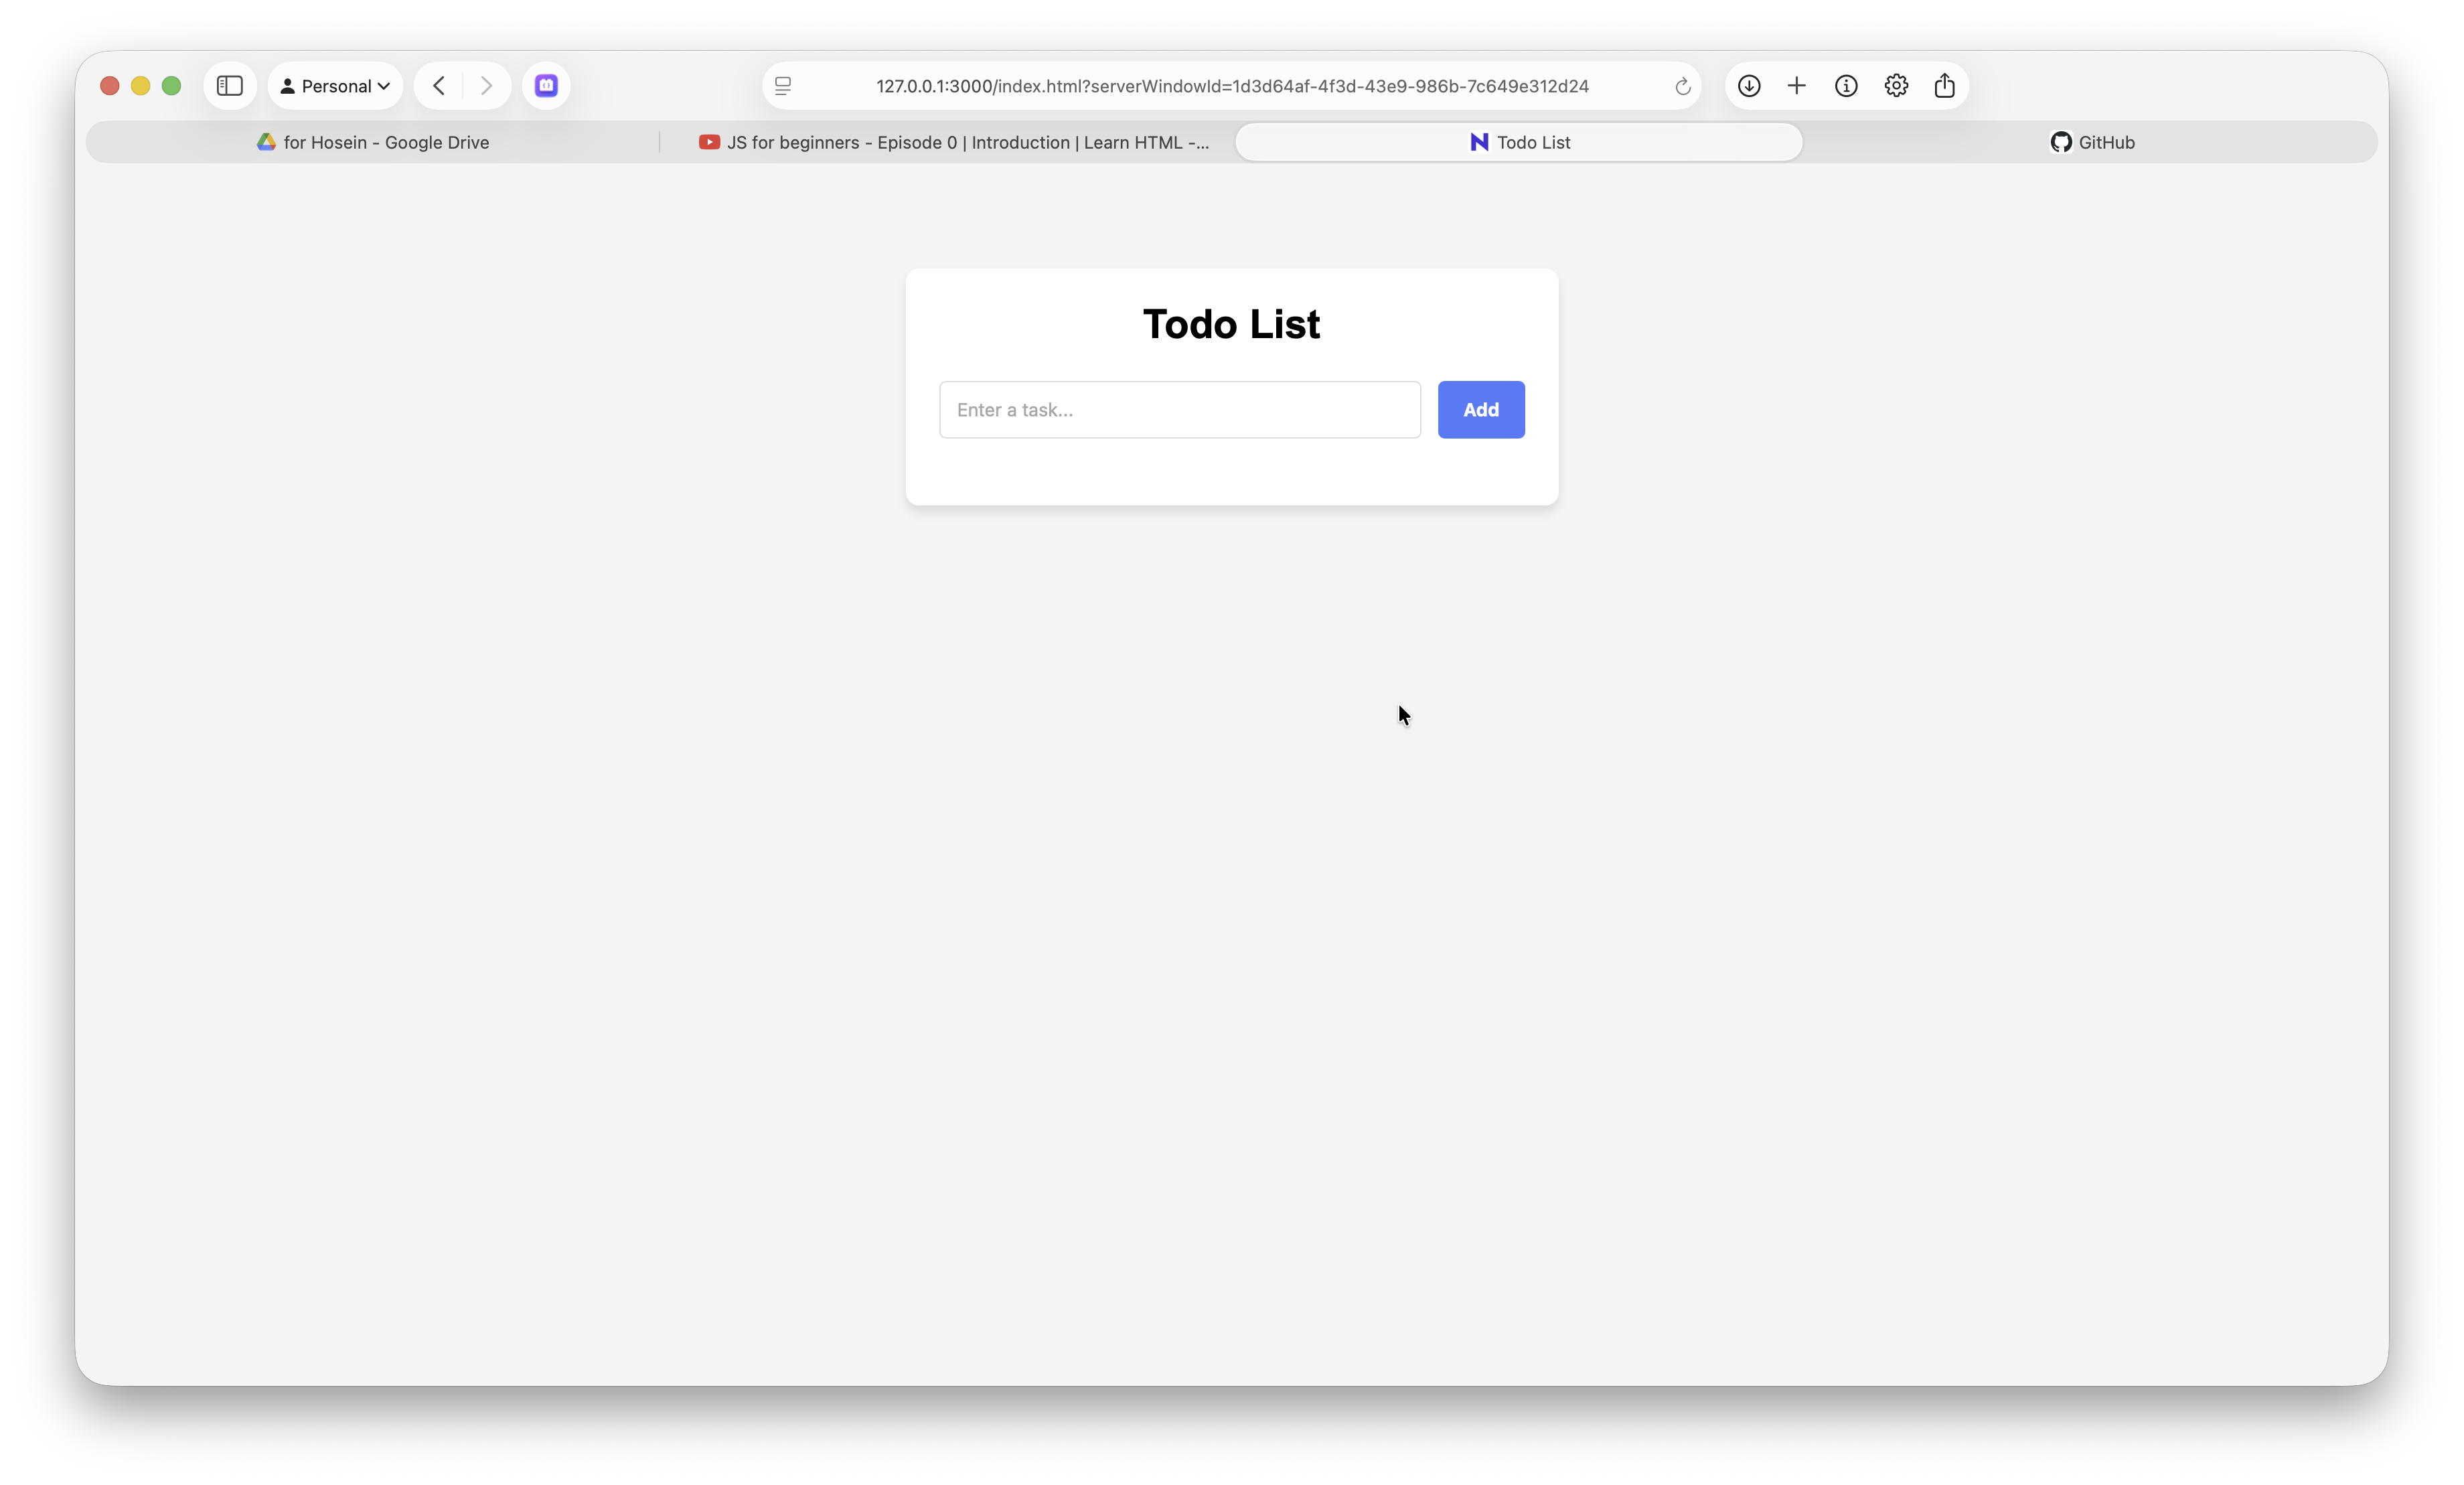 Personal
127.0.0.1:3000/index.html?serverWindowId=1d3d64af-4f3d-43e9-986b-7c649e312d24
for Hosein - Google Drive
JS for beginners - Episode 0 | Introduction | Learn HTML -...
Todo List
GitHub
Todo List
Enter a task...
Add